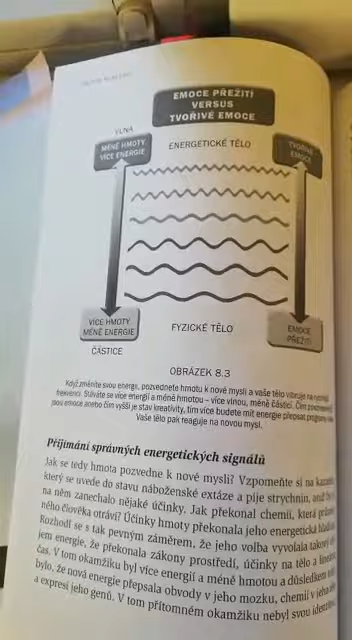 EMOCE PŘEŽITÍ
VERSUS
TVOŘIVÉ EMOCE
VLNA
MÉNĚ HMOTY
VÍCE ENERGIE
ENERGETICKÉ TĚLO
TVOŘIVÉ
EMOCE
VÍCE HMOTY
MÉNĚ ENERGIE
FYZICKÉ TĚLO
EMOCE
PŘEŽITÍ
ČÁSTICE
OBRÁZEK 8.3
Když změníte svou energii, pozvednete hmotu k nové mysli a vaše tělo vibruje na
frekvenci. Stáváte se více energií a méně hmotou – více vlnou, méně částicí. Čím
jsou emoce anebo čím vyšší je stav kreativity, tím více budete mít energie přepsat programy
Vaše tělo pak reaguje na novou mysl.
Přijímání správných energetických signálů
Jak se tedy hmota pozvedne k nové mysli? Vzpomeňte si na
který se uvede do stavu náboženské extáze a pije strychnin, aniž
na něm zanechalo nějaké účinky. Jak překonal chemii, která
ného člověka otráví? Účinky hmoty překonala jeho energetická
Rozhodl se s tak pevným záměrem, že jeho volba vyvolala takový
jem energie, že překonala zákony prostředí, účinky na tělo a
čas. V tom okamžiku byl více energií a méně hmotou a důsledkem
bylo, že nová energie přepsala obvody v jeho mozku, chemii v jeho
a expresi jeho genů. V tom přítomném okamžiku nebyl svou